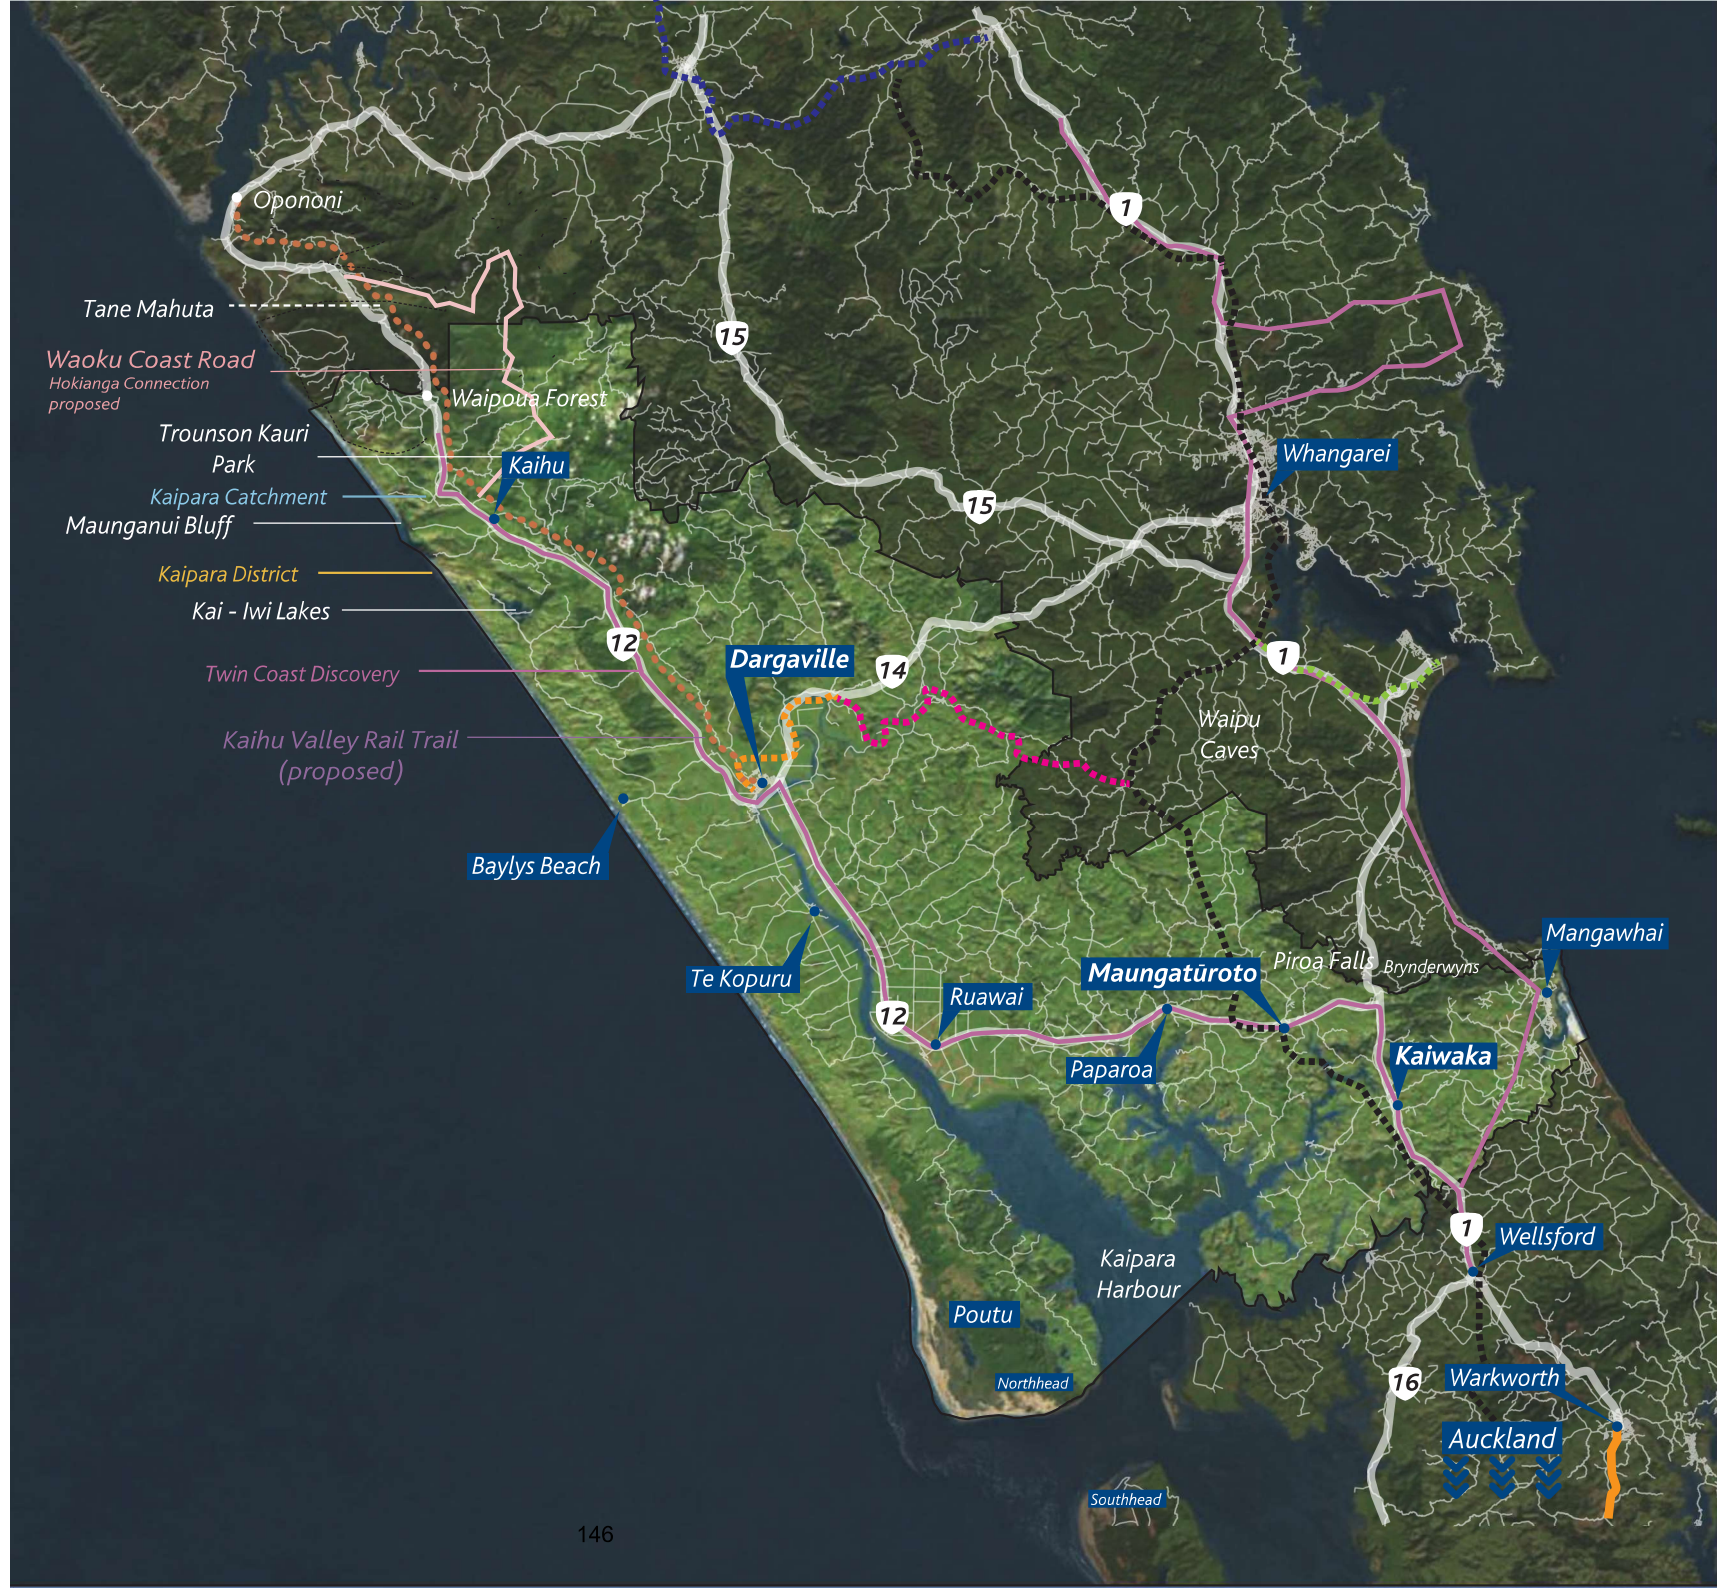 1
Opononi
Tane Mahuta
15
Waoku Coast Road
Hokianga Connection
proposed
Waipoua Forest
Trounson Kauri
Park
Kaihu
Whangarei
Kaipara Catchment
15
Maunganui Bluff
Kaipara District
Kai - Iwi Lakes
12
Dargaville
14
1
Twin Coast Discovery
Waipu
Caves
Kaihu Valley Rail Trail
(proposed)
Baylys Beach
Mangawhai
Te Kopuru
Maungatūroto
Piroa Falls
Brynderwyns
Ruawai
12
Kaiwaka
Paparoa
1
Wellsford
Kaipara
Harbour
Poutu
Northhead
16
Warkworth
Auckland
Southhead
146